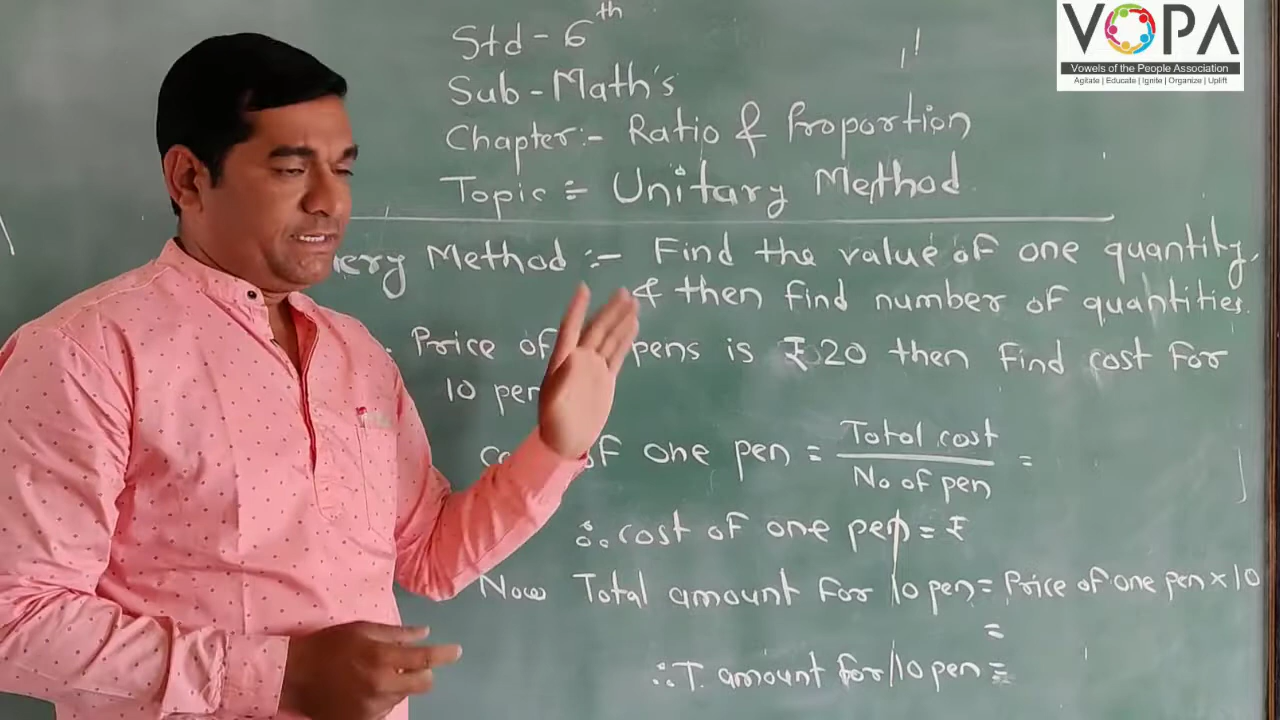 VOPA
Vowels of the People Association
Agitate | Educate | Ignite | Organize | Uplift
Std - 6th
Sub - Math's
Chapter:- Ratio & Proportion
Topic :- Unitary Method
Method :- Find the value of one quantity,
& then find number of quantities.
Price of pens is ₹20 then find cost for
10 pen
of one pen = Total cost / No of pen =
∴ cost of one pen = ₹
Now Total amount for 10 pen = Price of one pen × 10
=
∴ T. amount for 10 pen =